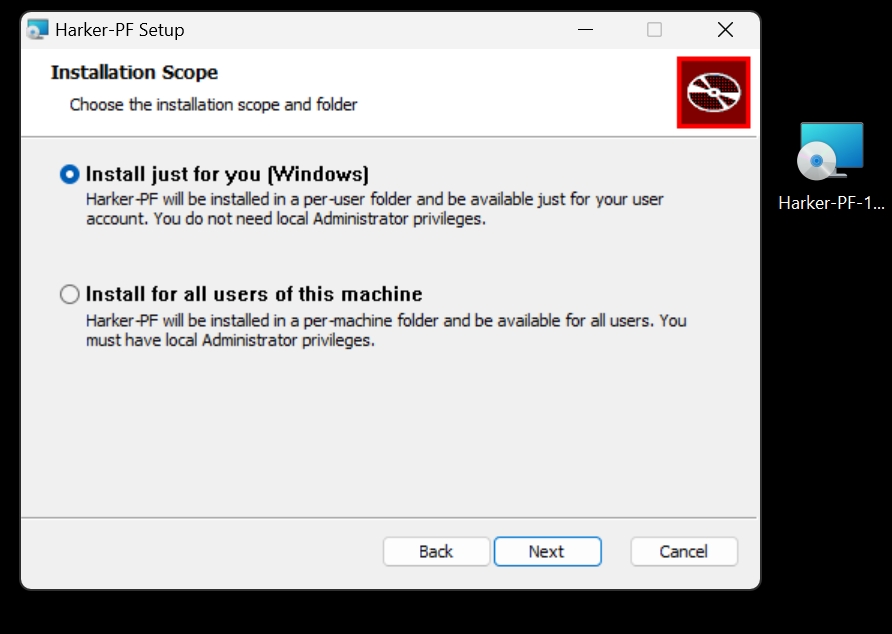 Harker-PF Setup
Installation Scope
Choose the installation scope and folder
Install just for you (Windows)
Harker-PF will be installed in a per-user folder and be available just for your user
account. You do not need local Administrator privileges.
Install for all users of this machine
Harker-PF will be installed in a per-machine folder and be available for all users. You
must have local Administrator privileges.
Back
Next
Cancel
Harker-PF-1...